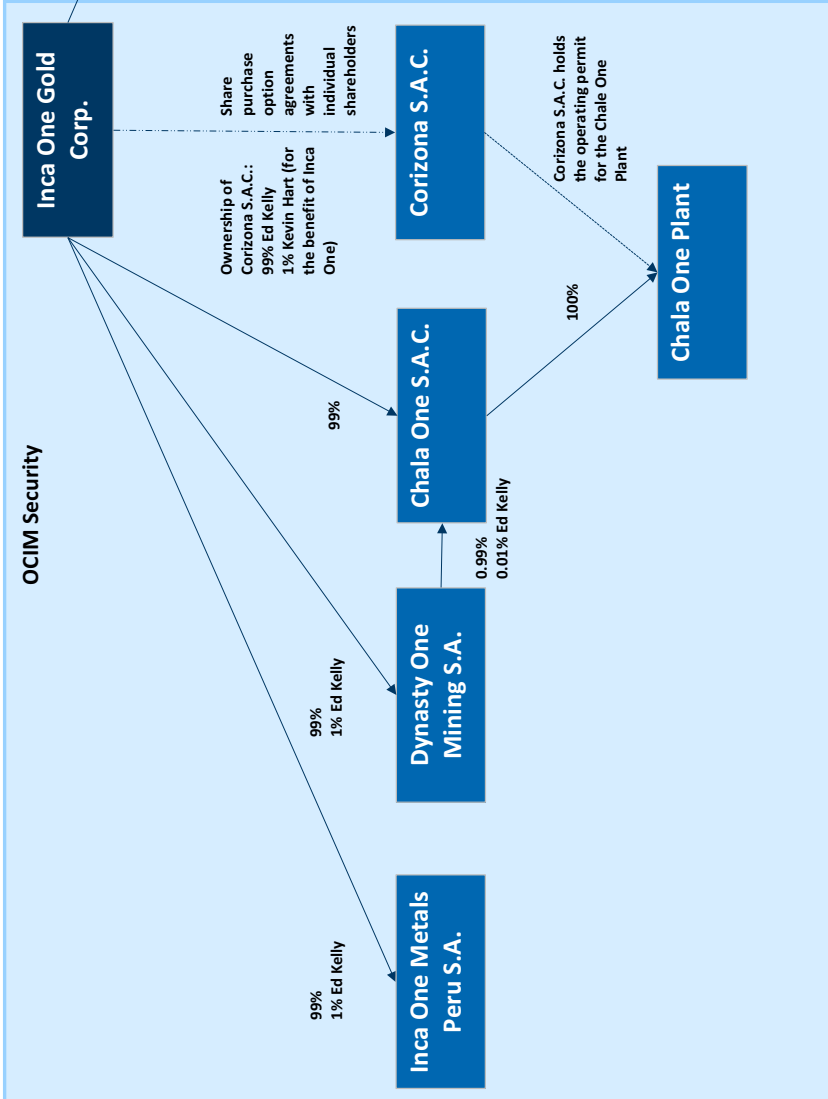 OCIM Security
Inca One Gold
Corp.
99%
1% Ed Kelly
99%
1% Ed Kelly
99%
Ownership of
Corizona S.A.C.:
99% Ed Kelly
1% Kevin Hart (for
the benefit of Inca
One)
Share
purchase
option
agreements
with
individual
shareholders
Inca One Metals
Peru S.A.
Dynasty One
Mining S.A.
0.99%
0.01% Ed Kelly
Chala One S.A.C.
Corizona S.A.C.
100%
Corizona S.A.C. holds
the operating permit
for the Chale One
Plant
Chala One Plant